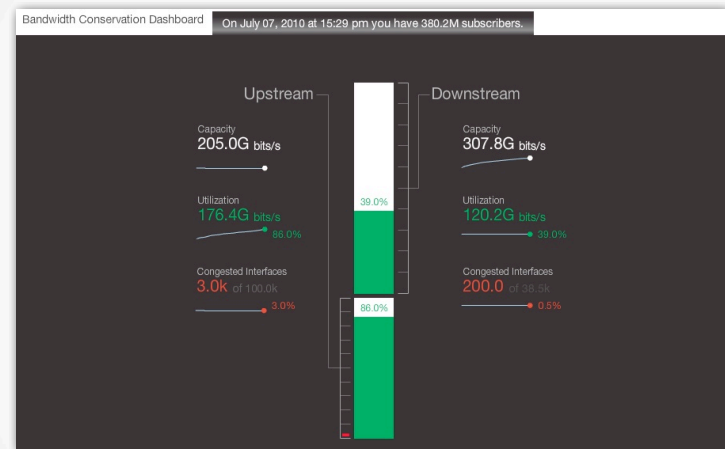 Bandwidth Conservation Dashboard
On July 07, 2010 at 15:29 pm you have 380.2M subscribers.
Upstream
Capacity
205.0G bits/s
Utilization
176.4G bits/s
86.0%
Congested Interfaces
3.0k of 100.0k
3.0%
39.0%
86.0%
Downstream
Capacity
307.8G bits/s
Utilization
120.2G bits/s
39.0%
Congested Interfaces
200.0 of 38.5k
0.5%